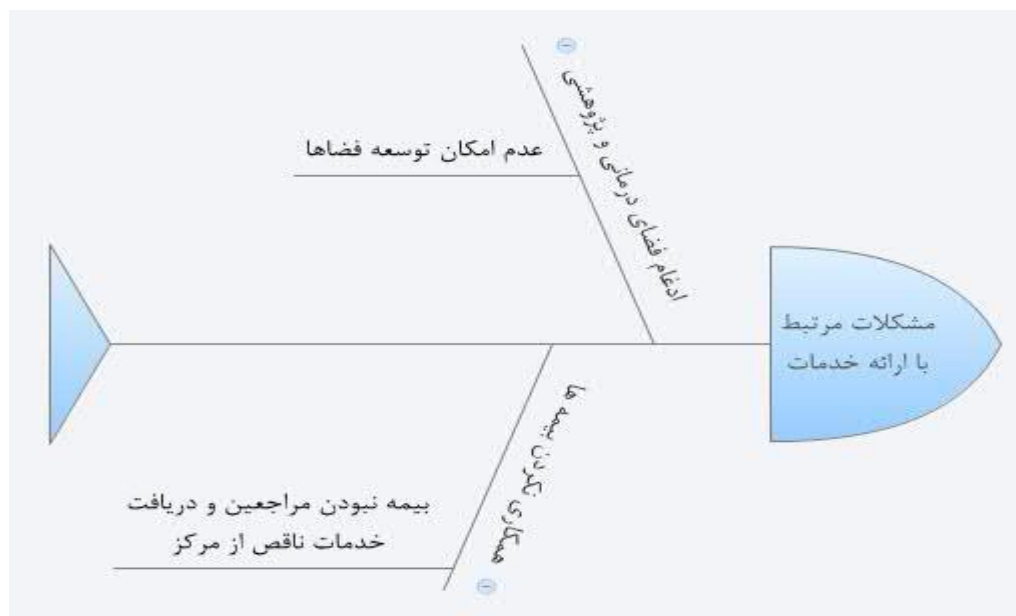 ادغام فضای درمانی و پژوهشی
عدم امکان توسعه فضاها
مشکلات مرتبط
با ارائه خدمات
همکاری نکردن بیمه ها
بیمه نبودن مراجعین و دریافت
خدمات ناقص از مرکز